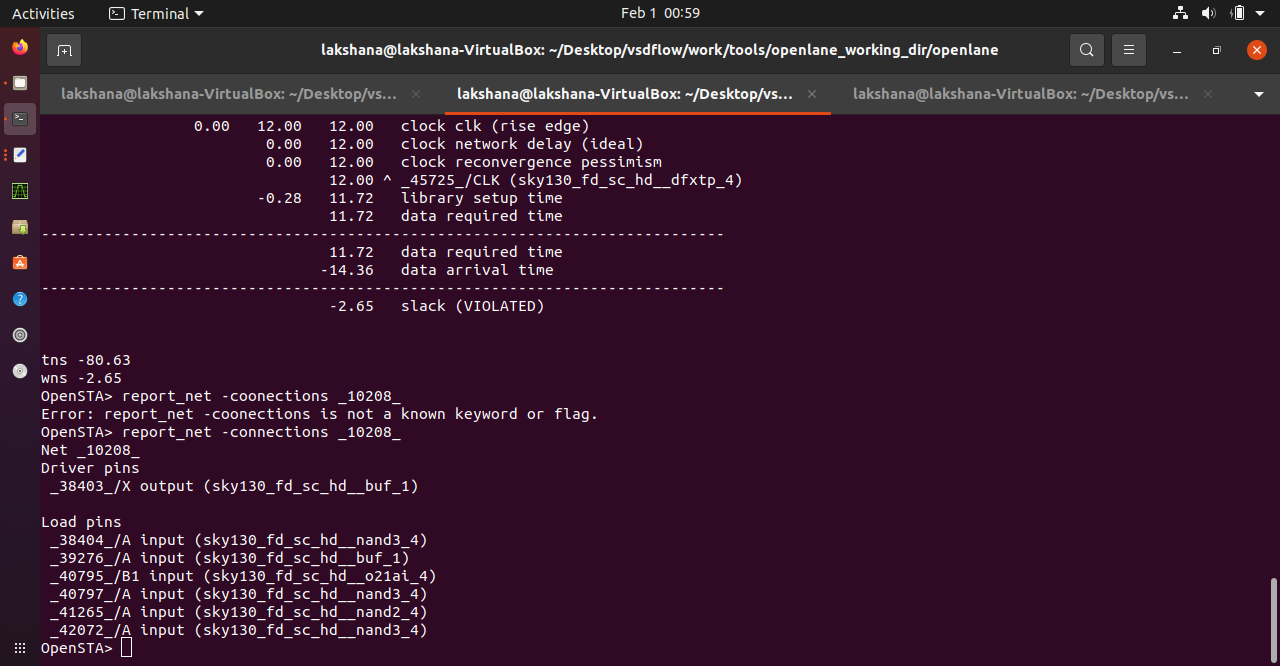 Activities Terminal Feb 1 00:59
lakshana@lakshana-VirtualBox: ~/Desktop/vsdflow/work/tools/openlane_working_dir/openlane
lakshana@lakshana-VirtualBox: ~/Desktop/vs... × lakshana@lakshana-VirtualBox: ~/Desktop/vs... × lakshana@lakshana-VirtualBox: ~/Desktop/vs... ×
0.00 12.00 12.00 clock clk (rise edge)
0.00 12.00 clock network delay (ideal)
0.00 12.00 clock reconvergence pessimism
12.00 ^ _45725_/CLK (sky130_fd_sc_hd__dfxtp_4)
-0.28 11.72 library setup time
11.72 data required time
----------------------------------------------------------------------------
11.72 data required time
-14.36 data arrival time
----------------------------------------------------------------------------
-2.65 slack (VIOLATED)
tns -80.63
wns -2.65
OpenSTA> report_net -coonections _10208_
Error: report_net -coonections is not a known keyword or flag.
OpenSTA> report_net -connections _10208_
Net _10208_
Driver pins
_38403_/X output (sky130_fd_sc_hd__buf_1)
Load pins
_38404_/A input (sky130_fd_sc_hd__nand3_4)
_39276_/A input (sky130_fd_sc_hd__buf_1)
_40795_/B1 input (sky130_fd_sc_hd__o21ai_4)
_40797_/A input (sky130_fd_sc_hd__nand3_4)
_41265_/A input (sky130_fd_sc_hd__nand2_4)
_42072_/A input (sky130_fd_sc_hd__nand3_4)
OpenSTA>